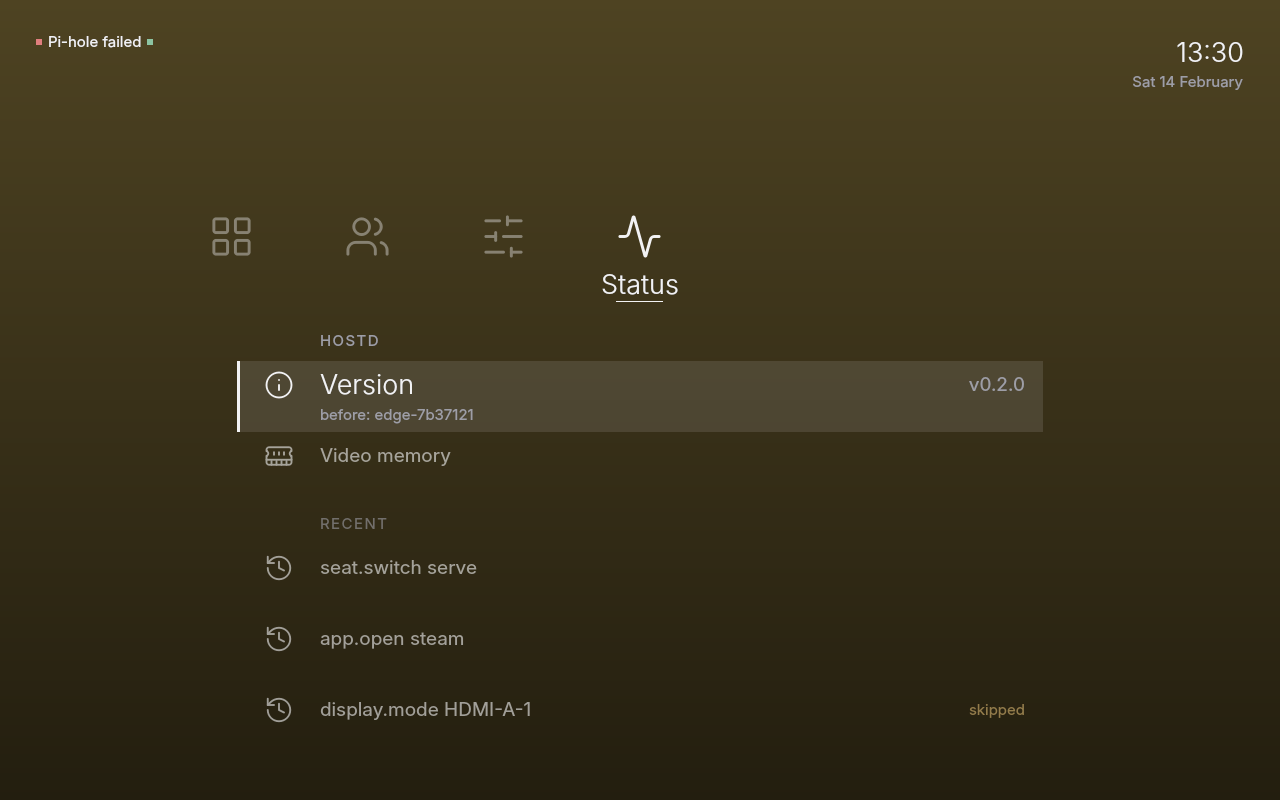 Pi-hole failed
13:30
Sat 14 February
Status
HOSTD
Version
v0.2.0
before: edge-7b37121
Video memory
RECENT
seat.switch serve
app.open steam
display.mode HDMI-A-1
skipped